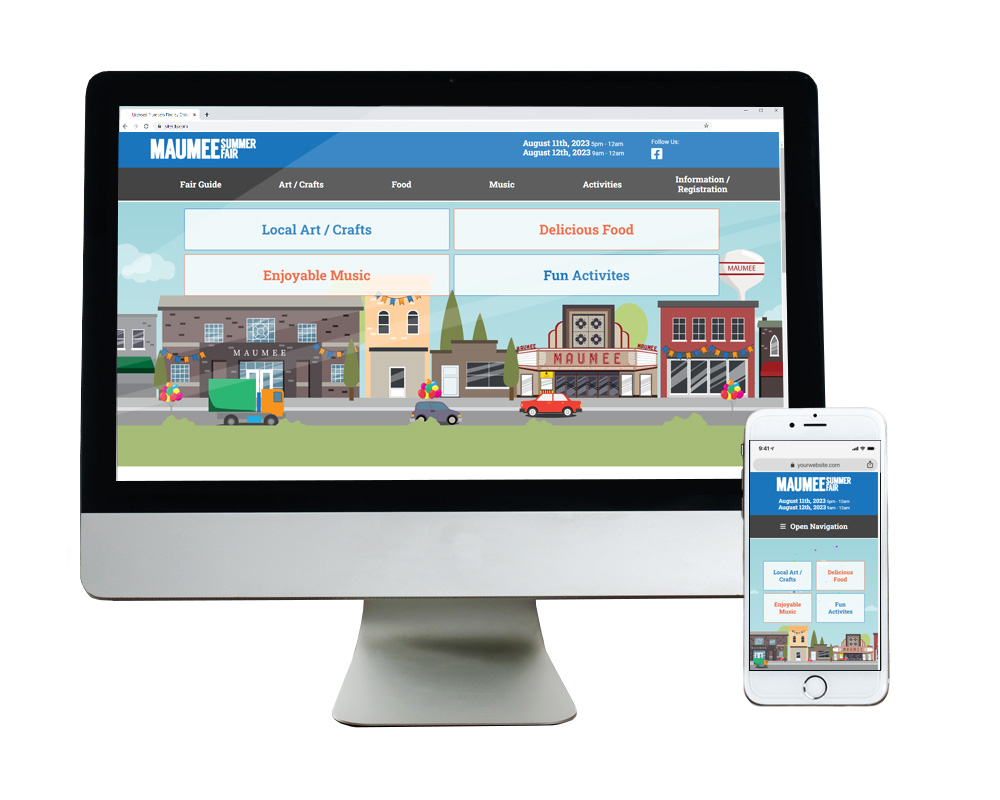 MAUMEE SUMMER FAIR
August 11th, 2023 5pm - 12am
August 12th, 2023 9am - 12am
Follow Us:
Fair Guide
Art / Crafts
Food
Music
Activities
Information /
Registration
Local Art / Crafts
Delicious Food
Enjoyable Music
Fun Activites
MAUMEE
MAUMEE
MAUMEE
MAUMEE
MAUMEE
9:41
yourwebsite.com
MAUMEE SUMMER FAIR
August 11th, 2023 5pm - 12am
August 12th, 2023 9am - 12am
Open Navigation
Local Art /
Crafts
Delicious
Food
Enjoyable
Music
Fun
Activites
MAUMEE